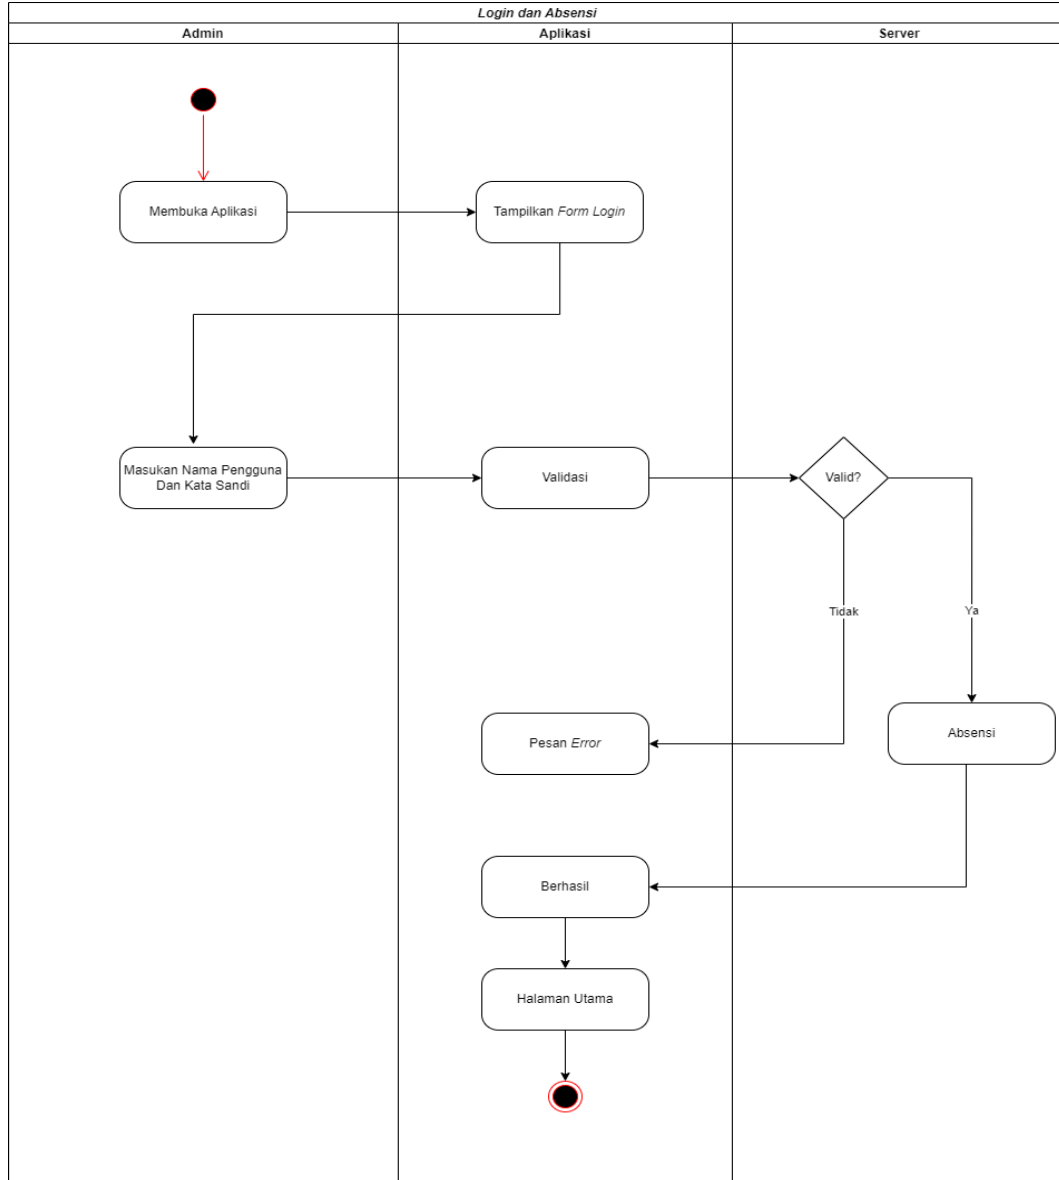 Login dan Absensi
Admin
Aplikasi
Server
Membuka Aplikasi
Tampilkan Form Login
Masukan Nama Pengguna
Dan Kata Sandi
Validasi
Valid?
Tidak
Ya
Pesan Error
Absensi
Berhasil
Halaman Utama